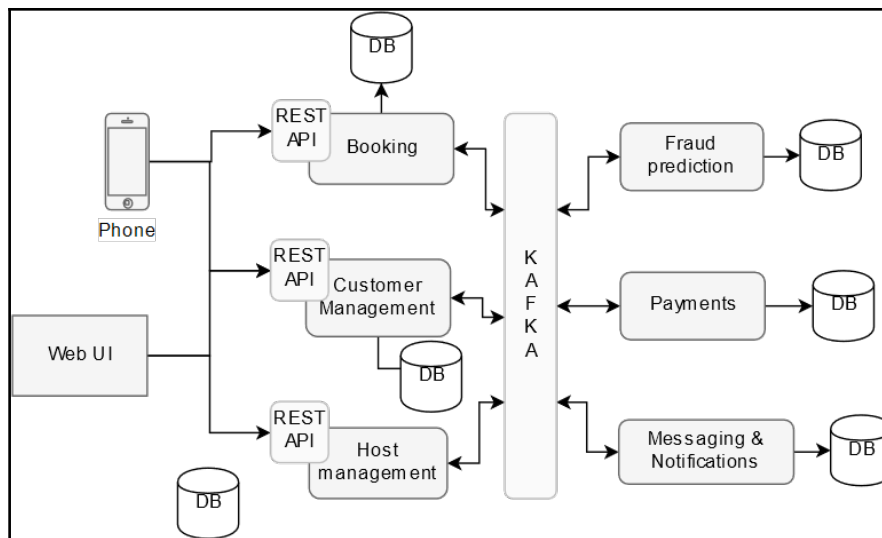 DB
REST
API
Booking
Phone
Fraud
prediction
DB
REST
API
Customer
Management
DB
K
A
F
K
A
Payments
DB
Web UI
REST
API
Host
management
DB
Messaging &
Notifications
DB